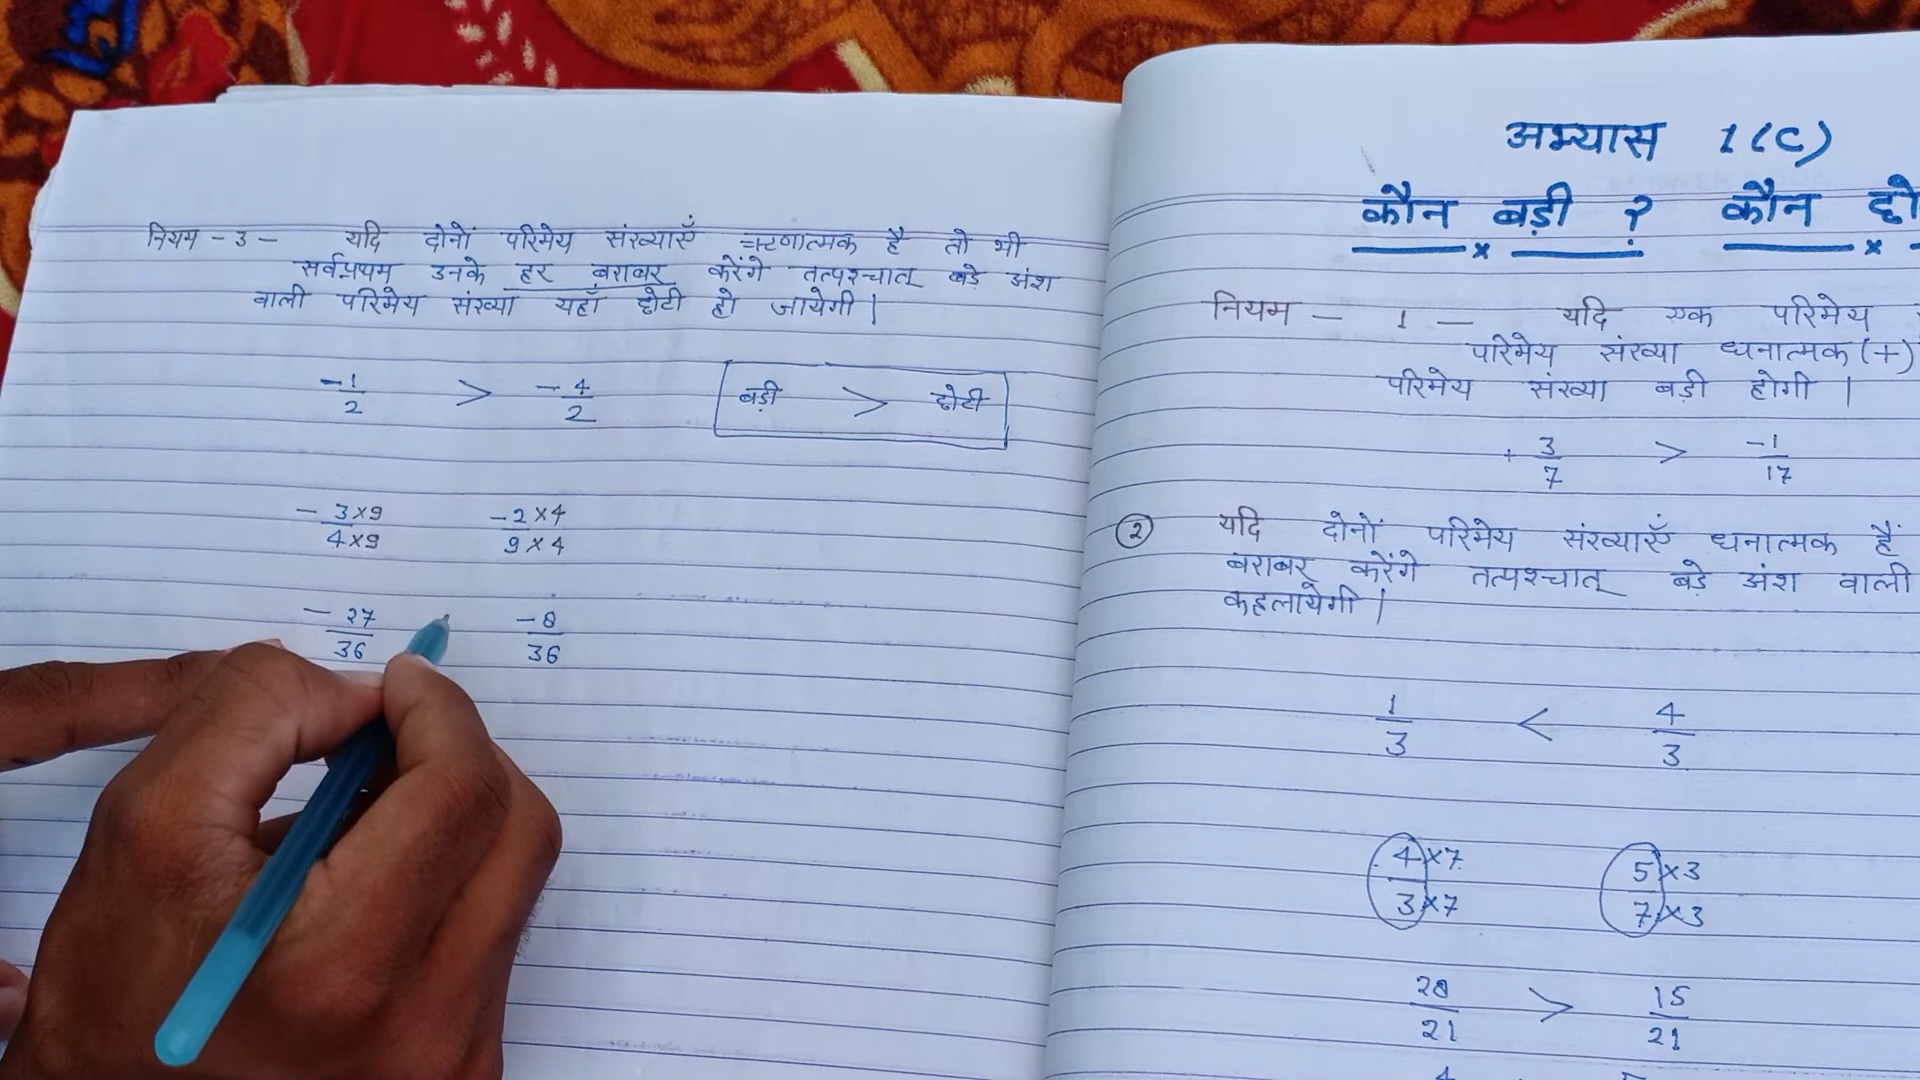 नियम - 3 - यदि दोनों परिमेय संख्याएँ ऋणात्मक है तो भी
सर्वप्रथम उनके हर बराबर करेंगे तत्पश्चात् बड़े अंश
वाली परिमेय संख्या यहाँ छोटी हो जायेगी |
-1/2 > -4/2
बड़ी > छोटी
-3×9/4×9 -2×4/9×4
-27/36 -8/36
अभ्यास 1(C)
कौन बड़ी ? कौन छो
नियम - 1 - यदि एक परिमेय
परिमेय संख्या धनात्मक (+)
परिमेय संख्या बड़ी होगी |
+3/7 > -1/17
② यदि दोनों परिमेय संख्याएँ धनात्मक हैं
बराबर करेंगे तत्पश्चात् बड़े अंश वाली
कहलायेगी |
1/3 < 4/3
4×7/3×7 5×3/7×3
28/21 > 15/21
4